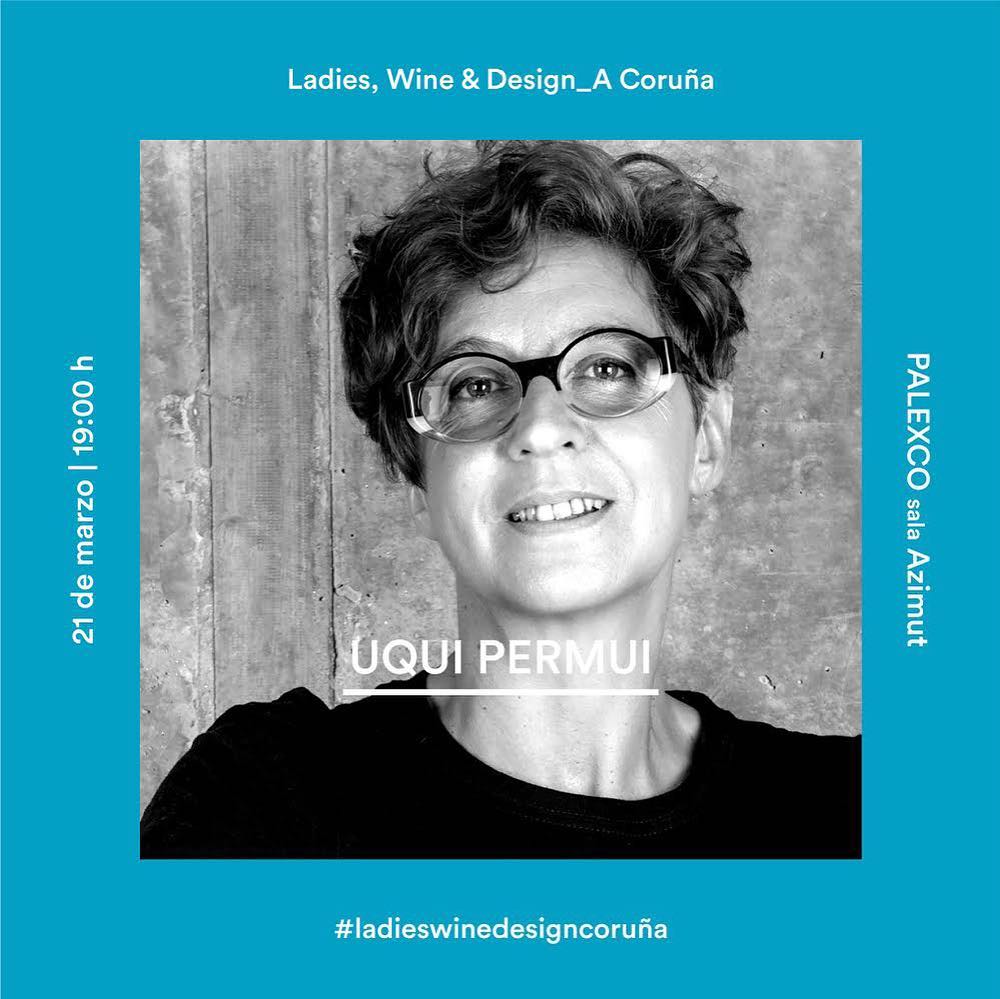 Ladies, Wine & Design_A Coruña
21 de marzo | 19:00 h
PALEXCO sala Azimut
UQUI PERMUI
#ladieswinedesigncoruña